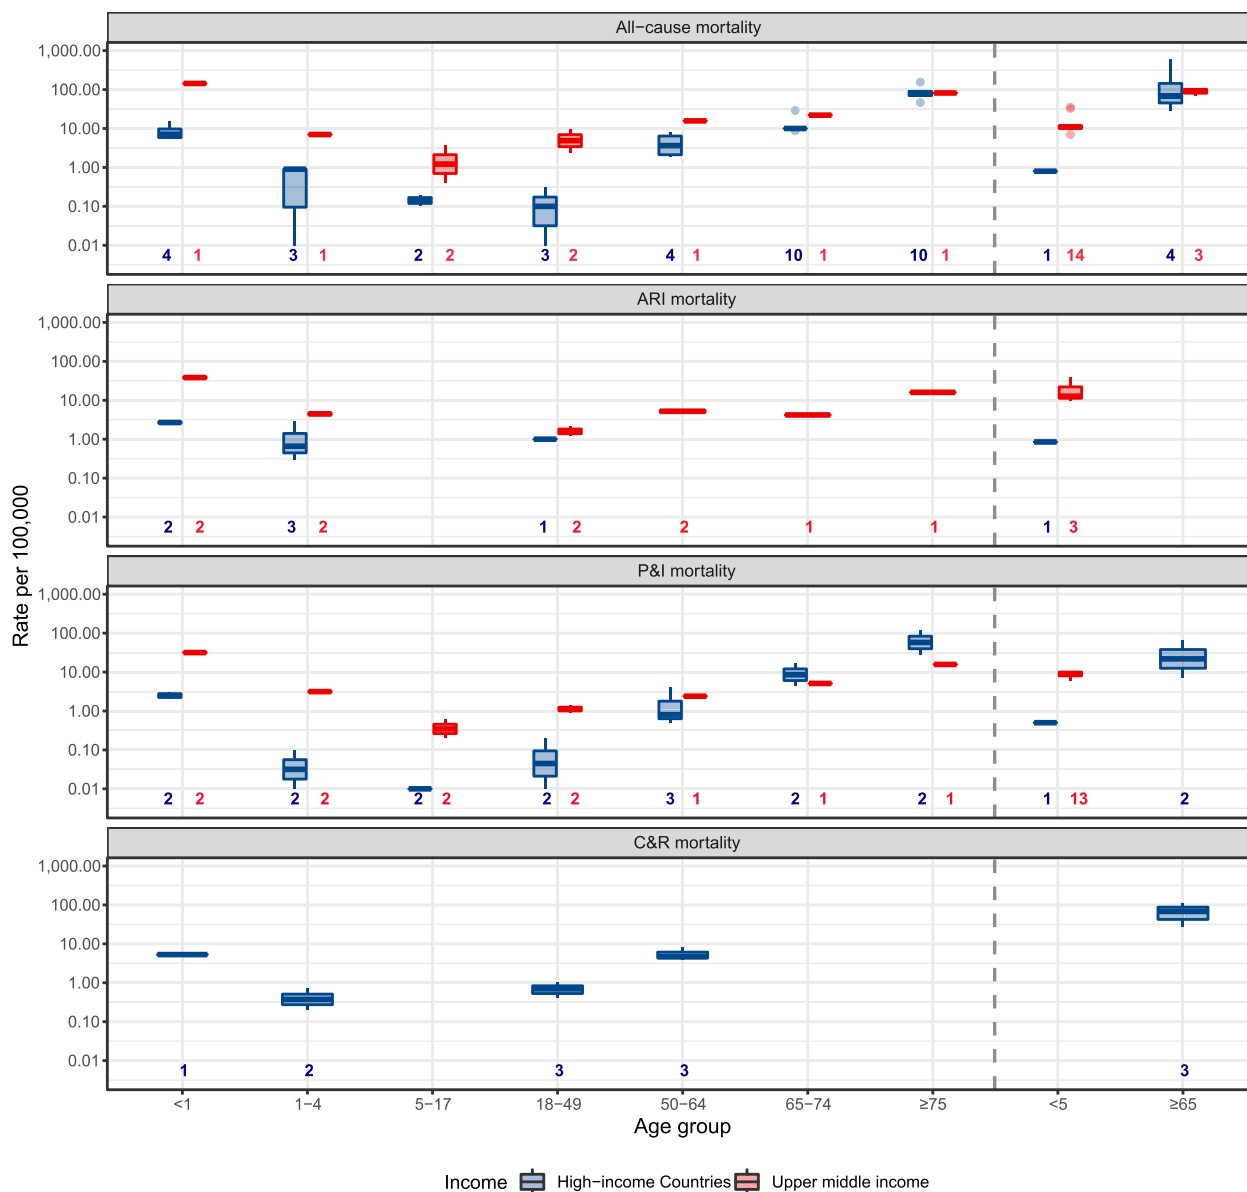 All−cause mortality
1,000.00
100.00
10.00
1.00
0.10
0.01
4 1 3 1 2 2 3 2 4 1 10 1 10 1 1 14 4 3
ARI mortality
1,000.00
100.00
10.00
1.00
0.10
0.01
2 2 3 2 1 2 2 1 1 1 3
Rate per 100,000
P&I mortality
1,000.00
100.00
10.00
1.00
0.10
0.01
2 2 2 2 2 2 2 2 3 1 2 1 2 1 1 13 2
C&R mortality
1,000.00
100.00
10.00
1.00
0.10
0.01
1 2 3 3 3
<1 1−4 5−17 18−49 50−64 65−74 ≥75 <5 ≥65
Age group
Income High−income Countries Upper middle income